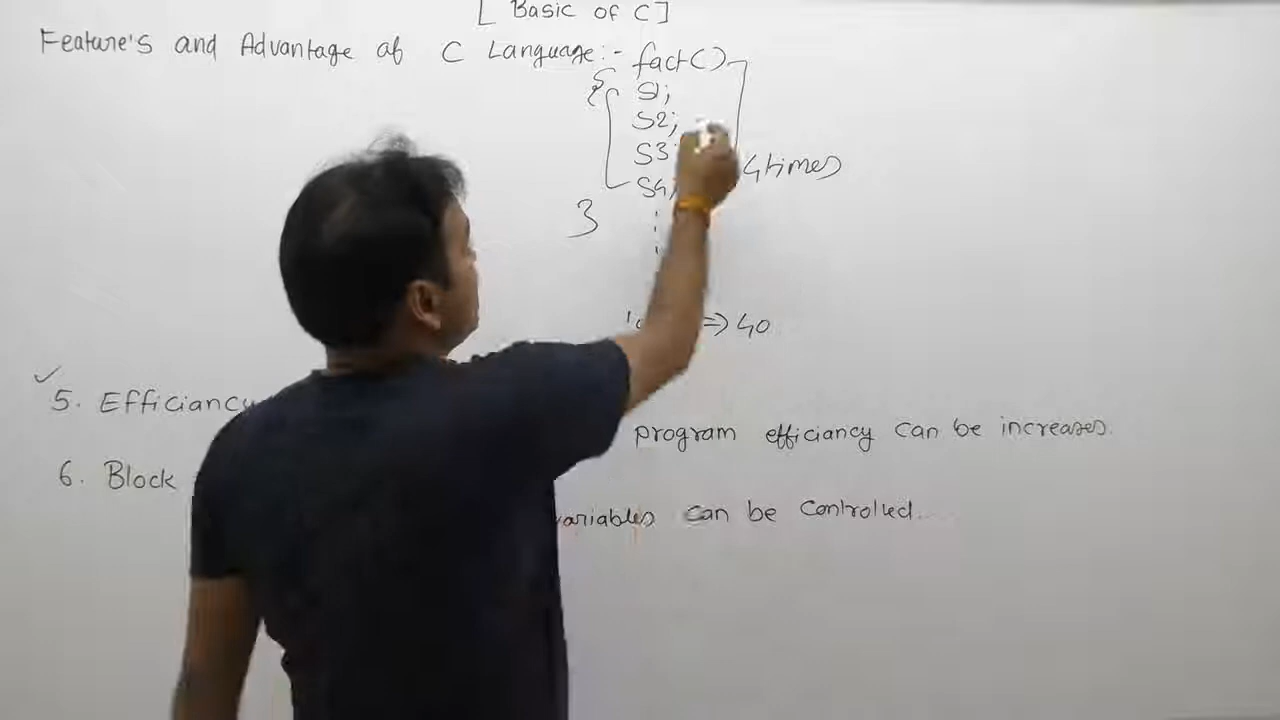 [ Basic of C ]
Feature's and Advantage of C Language:- fact()
{ S1;
S2;
S3;
S4; 4times
}
=> 40
5. Efficiancy
program efficiancy can be increases.
6. Block
variables can be controlled..